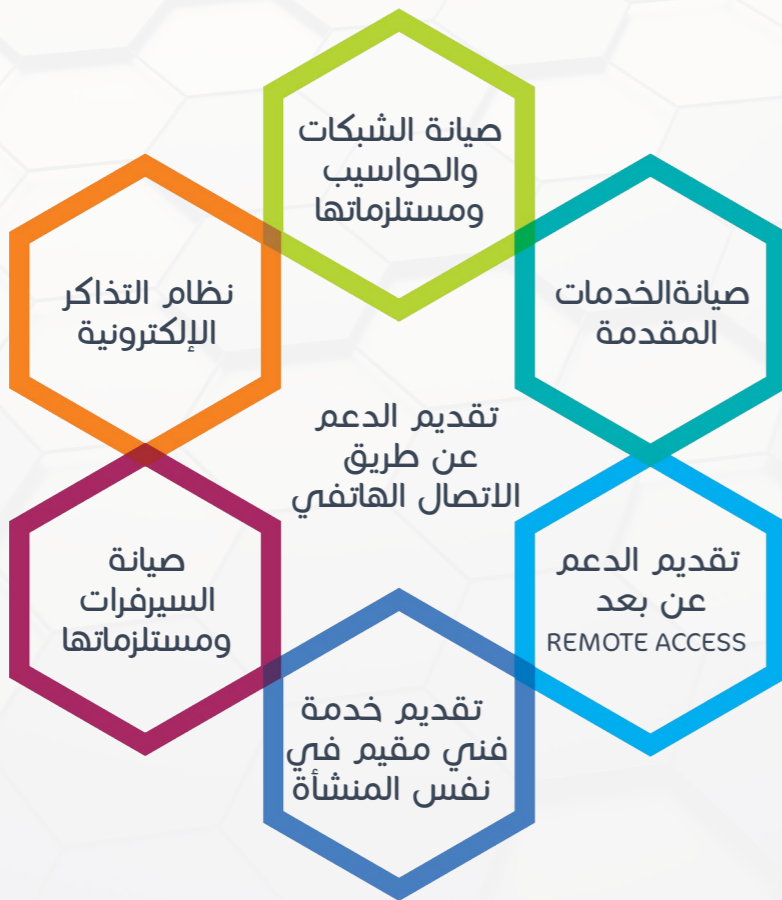 صيانة الشبكات
والحواسيب
ومستلزماتها
صيانةالخدمات
المقدمة
نظام التذاكر
الإلكترونية
تقديم الدعم
عن طريق
الاتصال الهاتفي
تقديم الدعم
عن بعد
REMOTE ACCESS
صيانة
السيرفرات
ومستلزماتها
تقديم خدمة
فني مقيم في
نفس المنشأة